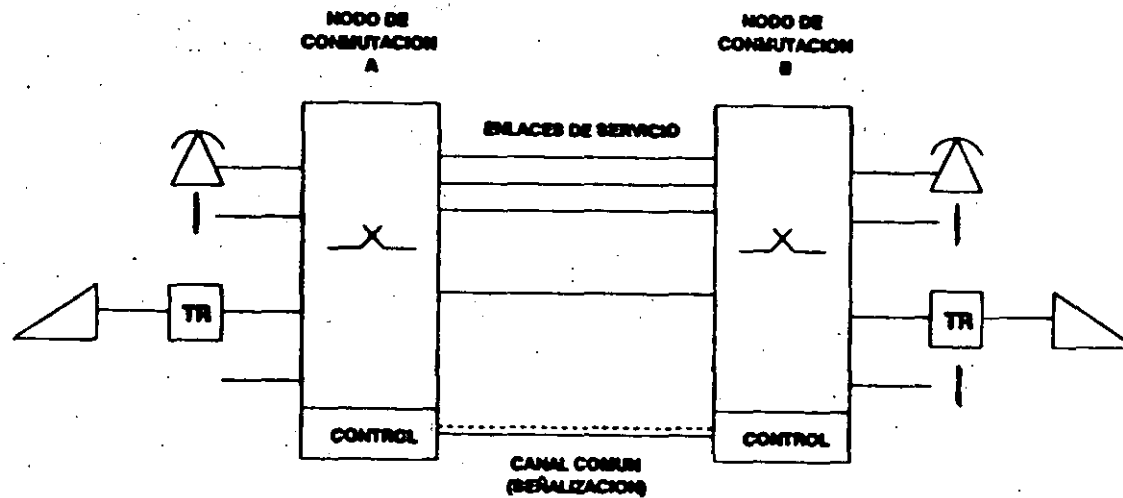 NODO DE
CONMUTACION
A
NODO DE
CONMUTACION
B
ENLACES DE SERVICIO
TR
TR
CONTROL
CONTROL
CANAL COMUN
(SEÑALIZACION)